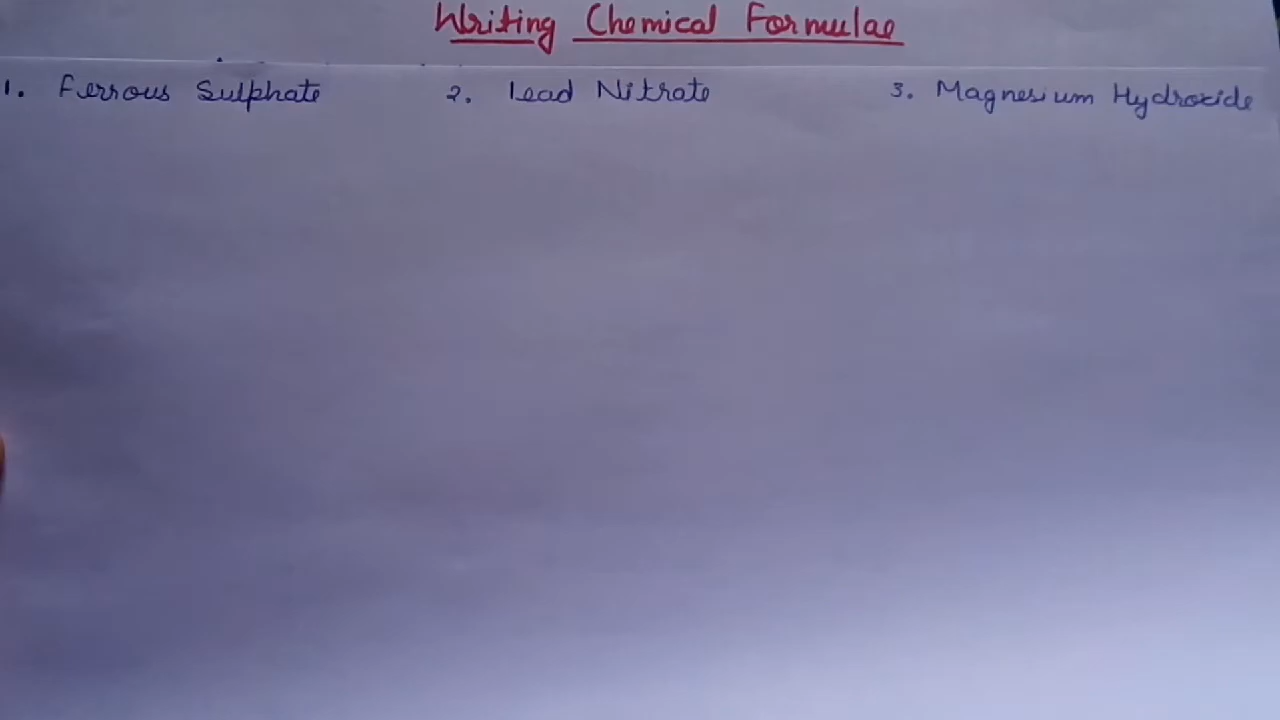 Writing Chemical Formulae
1. Ferrous Sulphate 2. Lead Nitrate 3. Magnesium Hydroxide